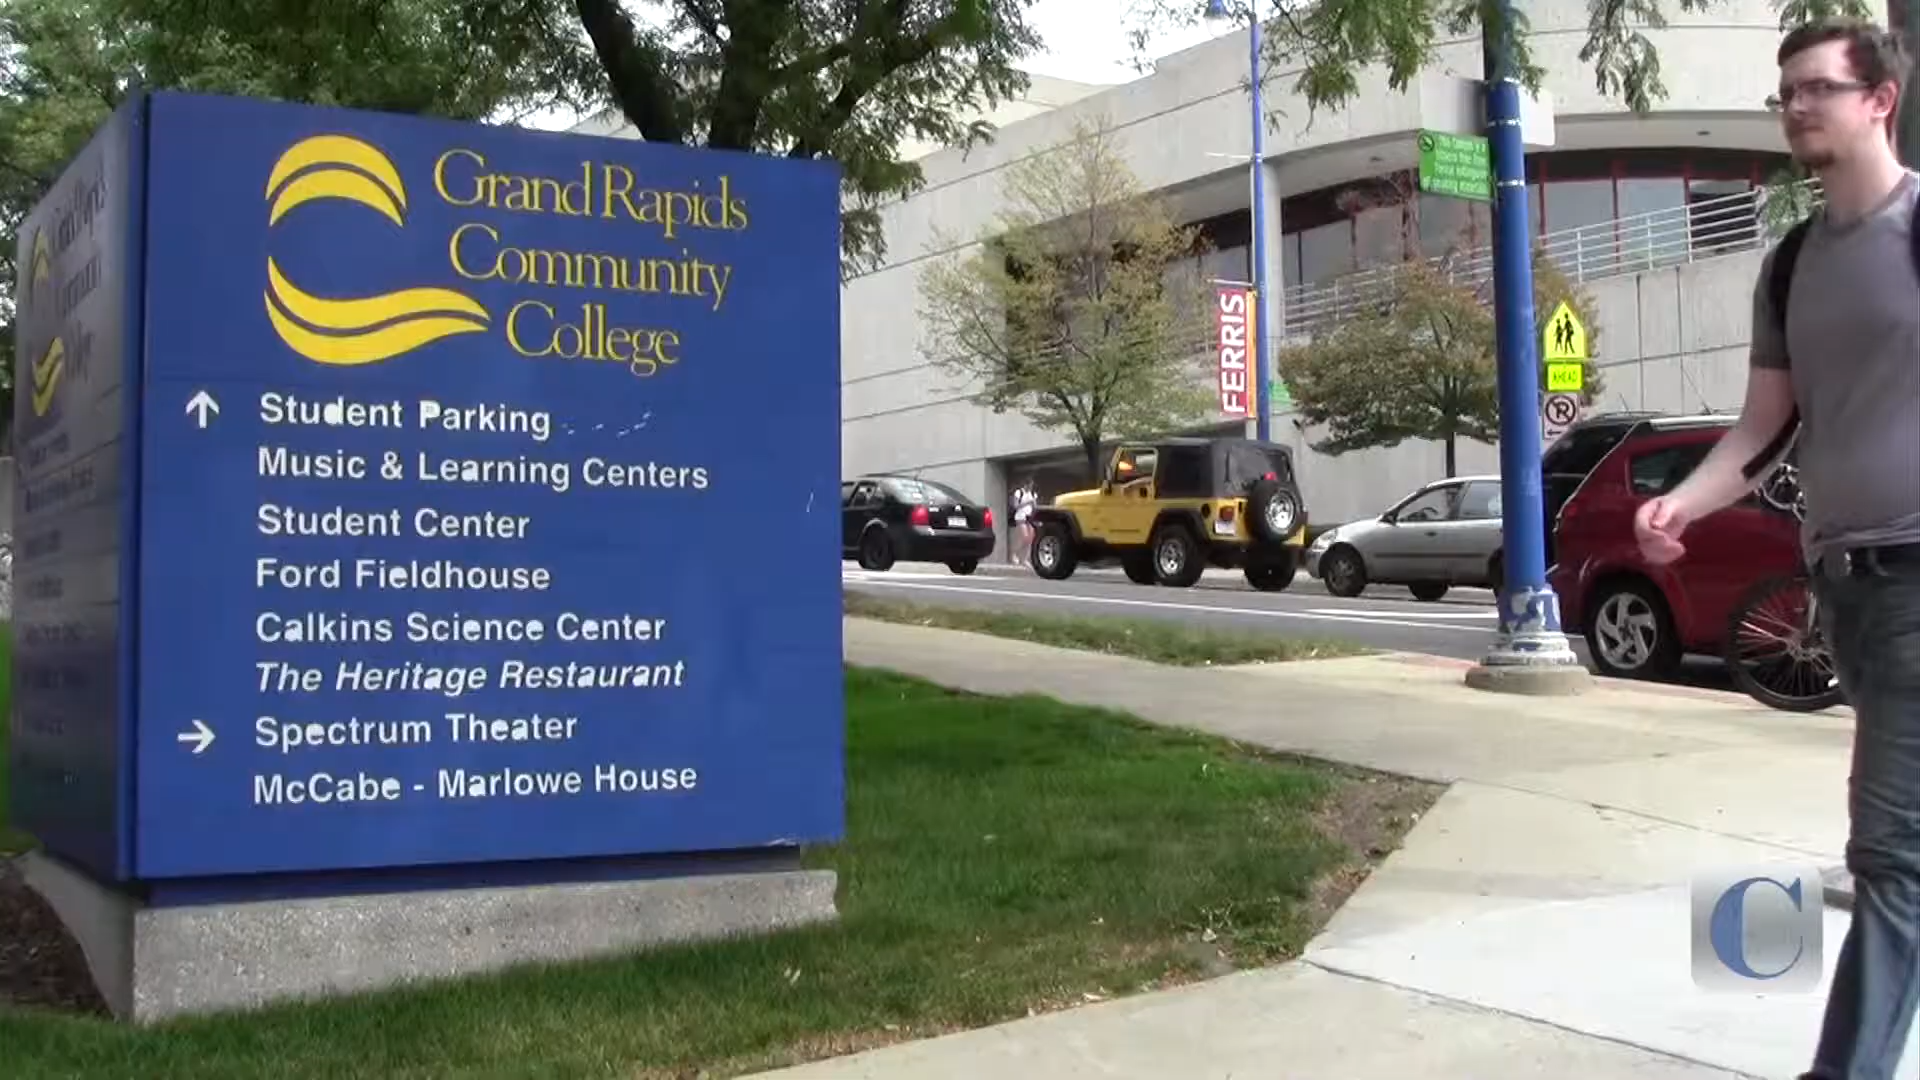 Grand Rapids
Community
College
Student Parking
Music & Learning Centers
Student Center
Ford Fieldhouse
Calkins Science Center
The Heritage Restaurant
Spectrum Theater
McCabe - Marlowe House
FERRIS
AHEAD
C